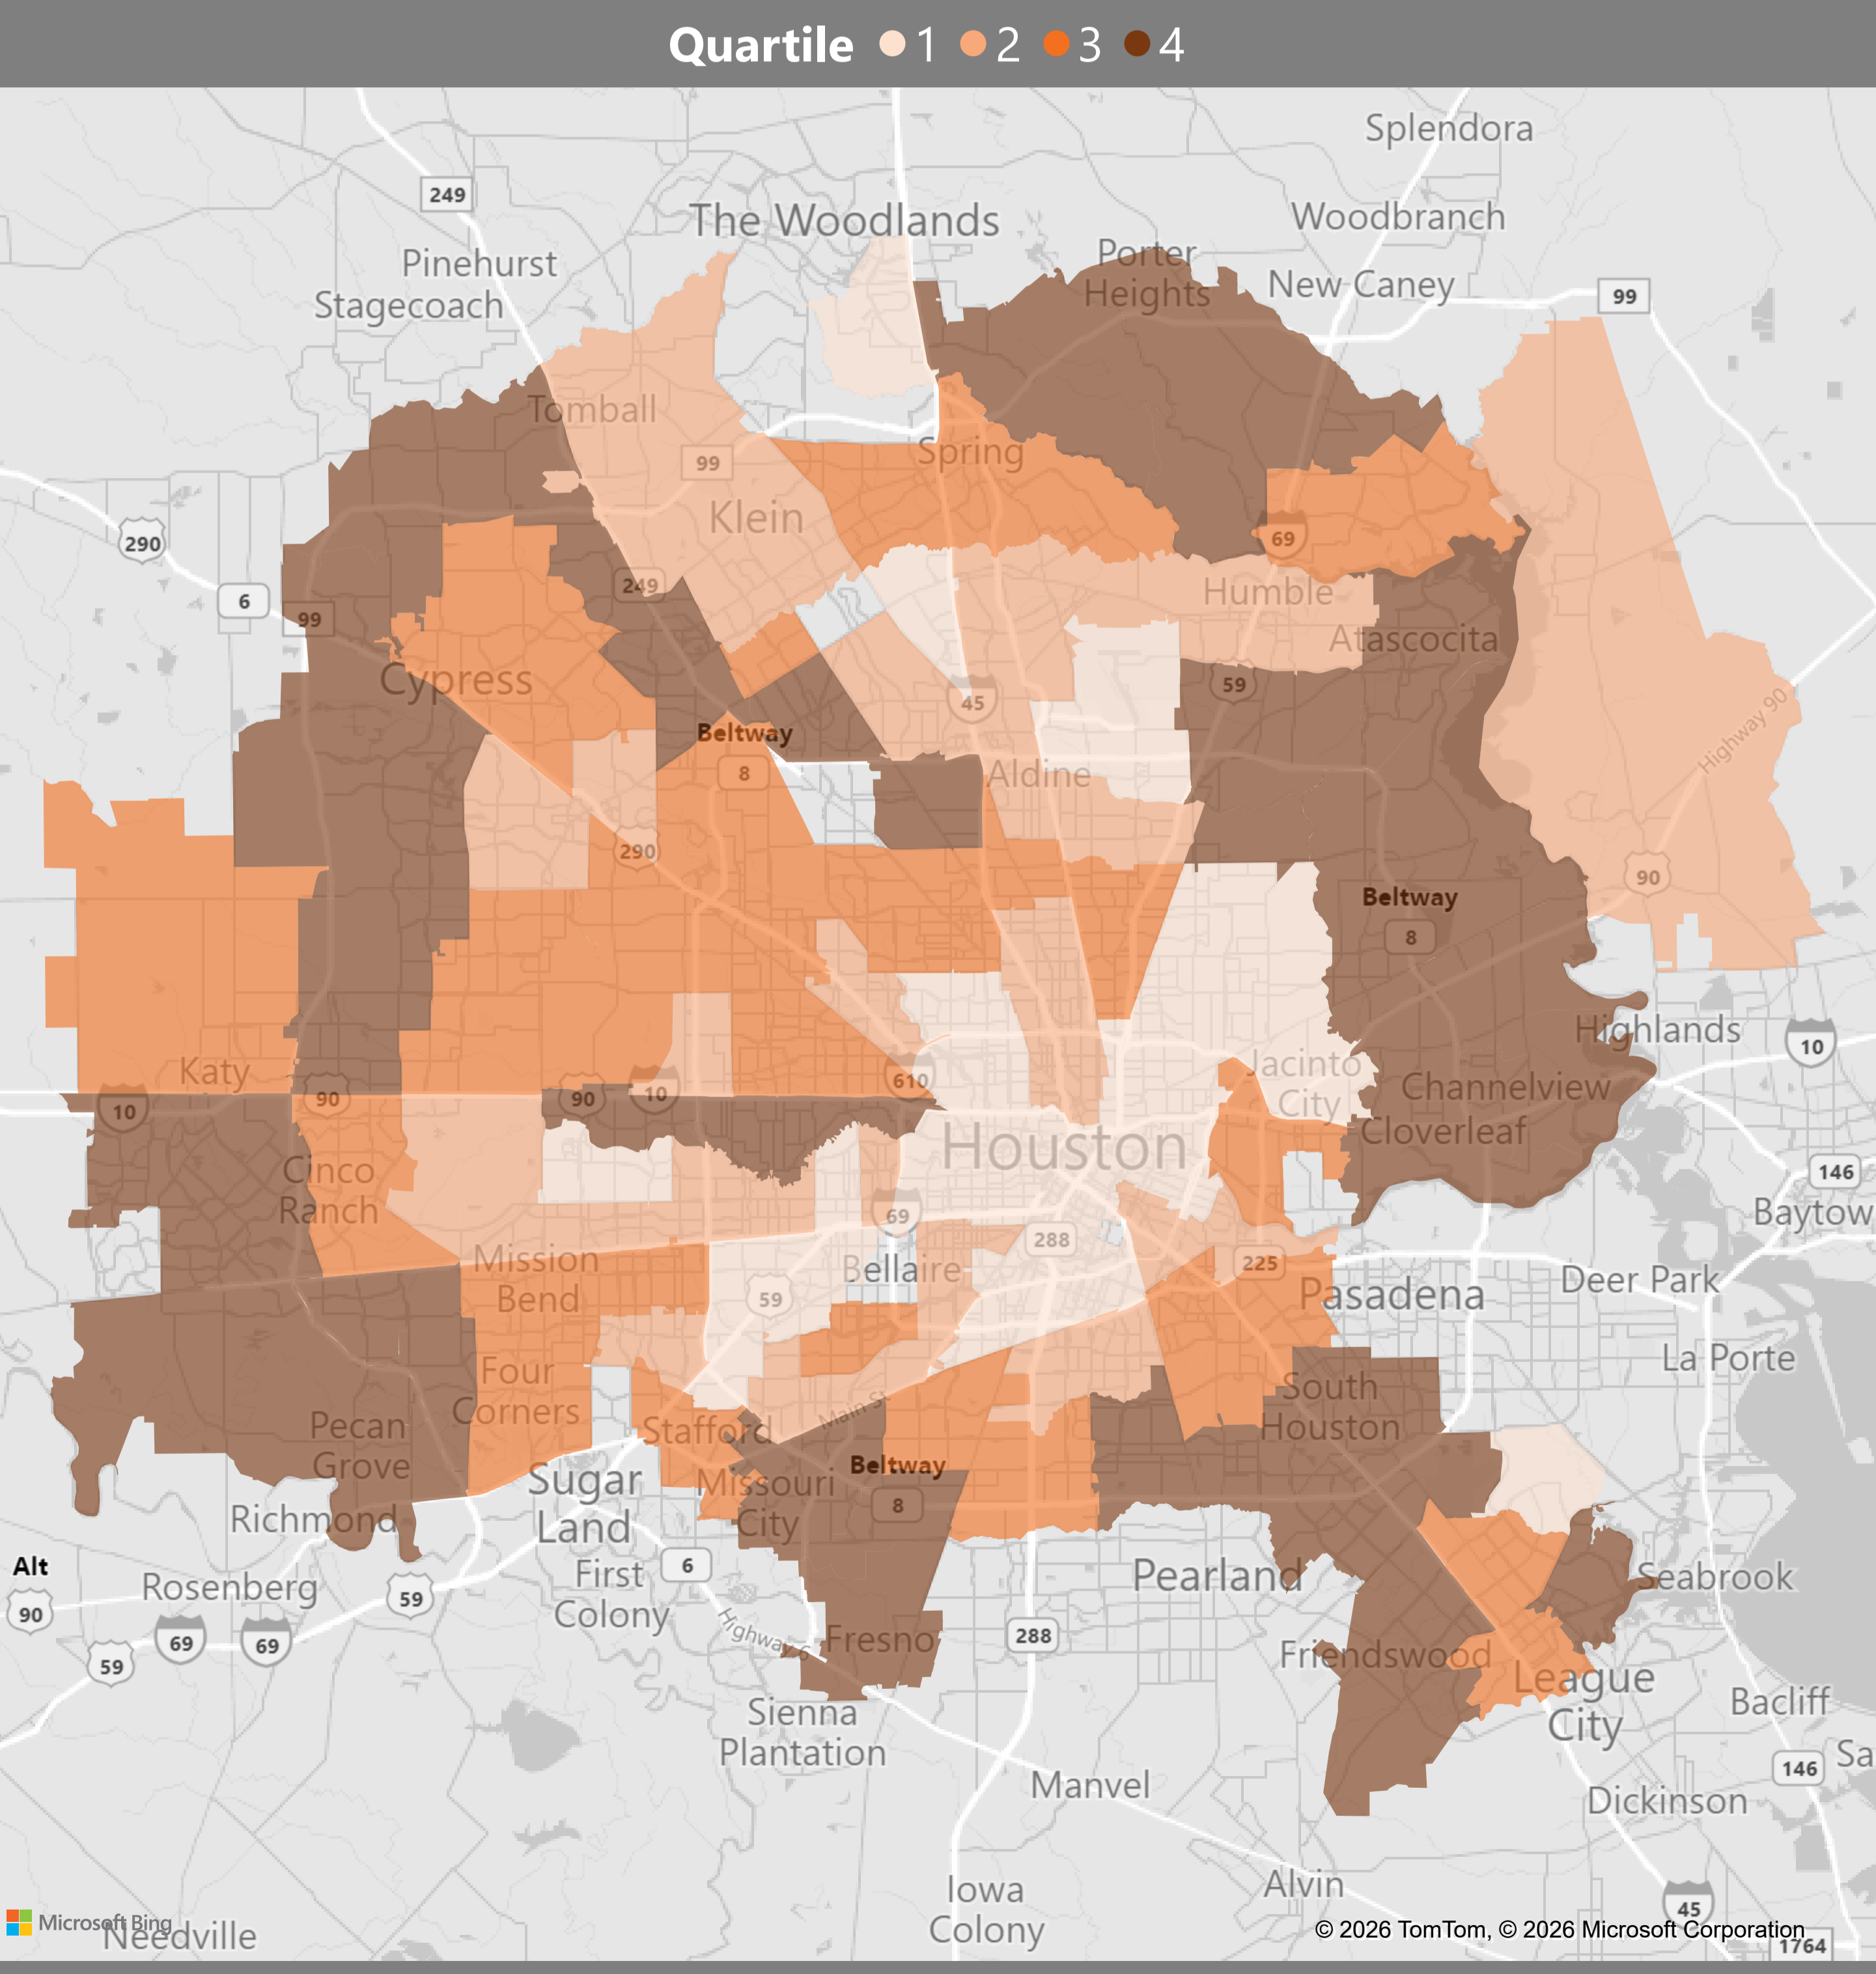 Quartile 1 2 3 4
Splendora
249
The Woodlands
Woodbranch
Pinehurst
Porter
Heights
New Caney
99
Stagecoach
Tomball
Spring
99
Klein
290
69
249
Humble
6
99
Atascocita
Cypress
59
45
Beltway
8
Highway 90
Aldine
290
90
Beltway
8
Highlands
10
Katy
Jacinto
City
610
Channelview
10
90
90
10
Cloverleaf
Houston
146
Cinco
Ranch
69
Baytow
288
Mission
Bend
Bellaire
225
Deer Park
59
Pasadena
La Porte
Four
Corners
South
Houston
Main St
Pecan
Grove
Stafford
Beltway
8
Sugar
Land
Missouri
City
Richmond
Alt
90
Rosenberg
First
Colony
6
Pearland
Seabrook
59
69
69
59
Highway 6
Fresno
288
Friendswood
League
City
Bacliff
Sienna
Plantation
Sa
146
Manvel
Dickinson
Alvin
Iowa
Colony
45
Microsoft Bing
Needville
© 2026 TomTom, © 2026 Microsoft Corporation
1764